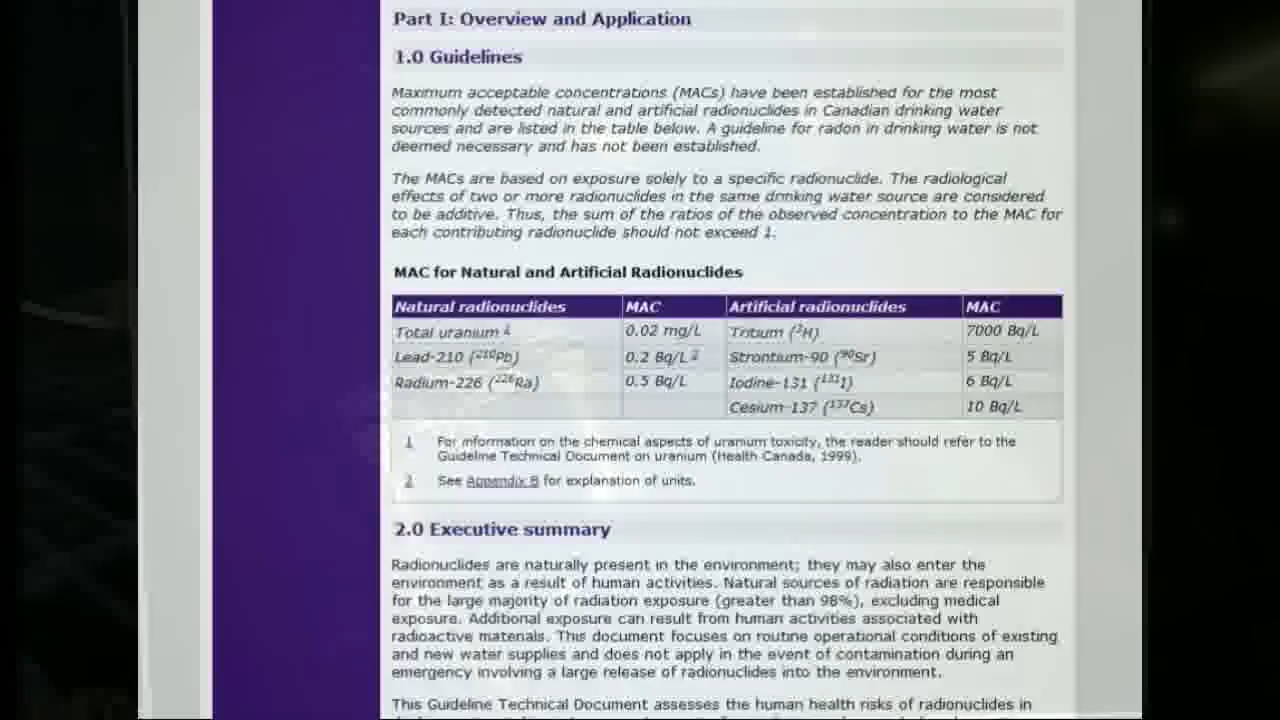 Part I: Overview and Application
1.0 Guidelines
Maximum acceptable concentrations (MACs) have been established for the most
commonly detected natural and artificial radionuclides in Canadian drinking water
sources and are listed in the table below. A guideline for radon in drinking water is not
deemed necessary and has not been established.
The MACs are based on exposure solely to a specific radionuclide. The radiological
effects of two or more radionuclides in the same drinking water source are considered
to be additive. Thus, the sum of the ratios of the observed concentration to the MAC for
each contributing radionuclide should not exceed 1.
MAC for Natural and Artificial Radionuclides
Natural radionuclides MAC Artificial radionuclides MAC
Total uranium 1 0.02 mg/L Tritium (³H) 7000 Bq/L
Lead-210 (²¹⁰Pb) 0.2 Bq/L 2 Strontium-90 (⁹⁰Sr) 5 Bq/L
Radium-226 (²²⁶Ra) 0.5 Bq/L Iodine-131 (¹³¹I) 6 Bq/L
Cesium-137 (¹³⁷Cs) 10 Bq/L
1 For information on the chemical aspects of uranium toxicity, the reader should refer to the
Guideline Technical Document on uranium (Health Canada, 1999).
2 See Appendix B for explanation of units.
2.0 Executive summary
Radionuclides are naturally present in the environment; they may also enter the
environment as a result of human activities. Natural sources of radiation are responsible
for the large majority of radiation exposure (greater than 98%), excluding medical
exposure. Additional exposure can result from human activities associated with
radioactive materials. This document focuses on routine operational conditions of existing
and new water supplies and does not apply in the event of contamination during an
emergency involving a large release of radionuclides into the environment.
This Guideline Technical Document assesses the human health risks of radionuclides in